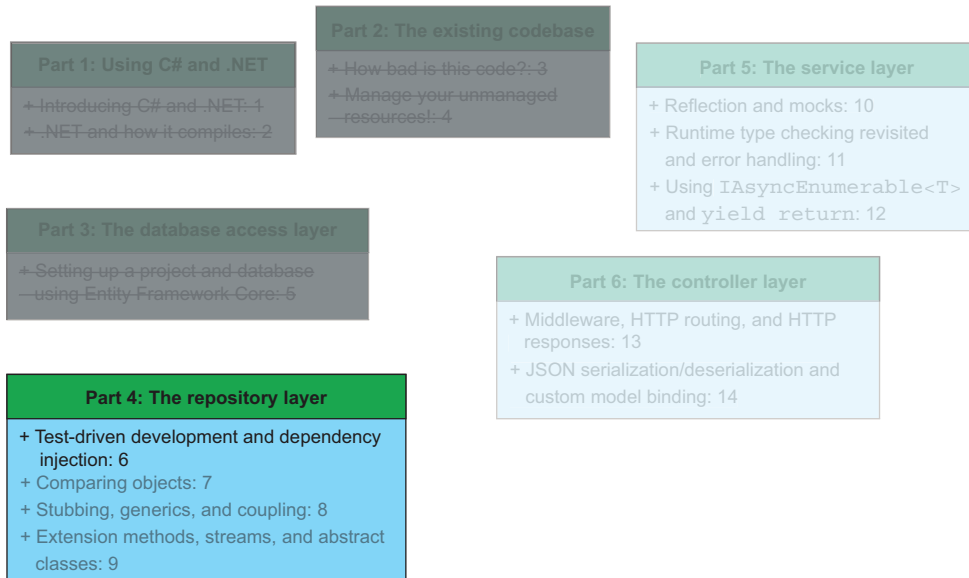 Part 1: Using C# and .NET
+ Introducing C# and .NET: 1
+ .NET and how it compiles: 2
Part 2: The existing codebase
+ How bad is this code?: 3
+ Manage your unmanaged
resources!: 4
Part 3: The database access layer
+ Setting up a project and database
using Entity Framework Core: 5
Part 4: The repository layer
+ Test-driven development and dependency
injection: 6
+ Comparing objects: 7
+ Stubbing, generics, and coupling: 8
+ Extension methods, streams, and abstract
classes: 9
Part 5: The service layer
+ Reflection and mocks: 10
+ Runtime type checking revisited
and error handling: 11
+ Using IAsyncEnumerable<T>
and yield return: 12
Part 6: The controller layer
+ Middleware, HTTP routing, and HTTP
responses: 13
+ JSON serialization/deserialization and
custom model binding: 14